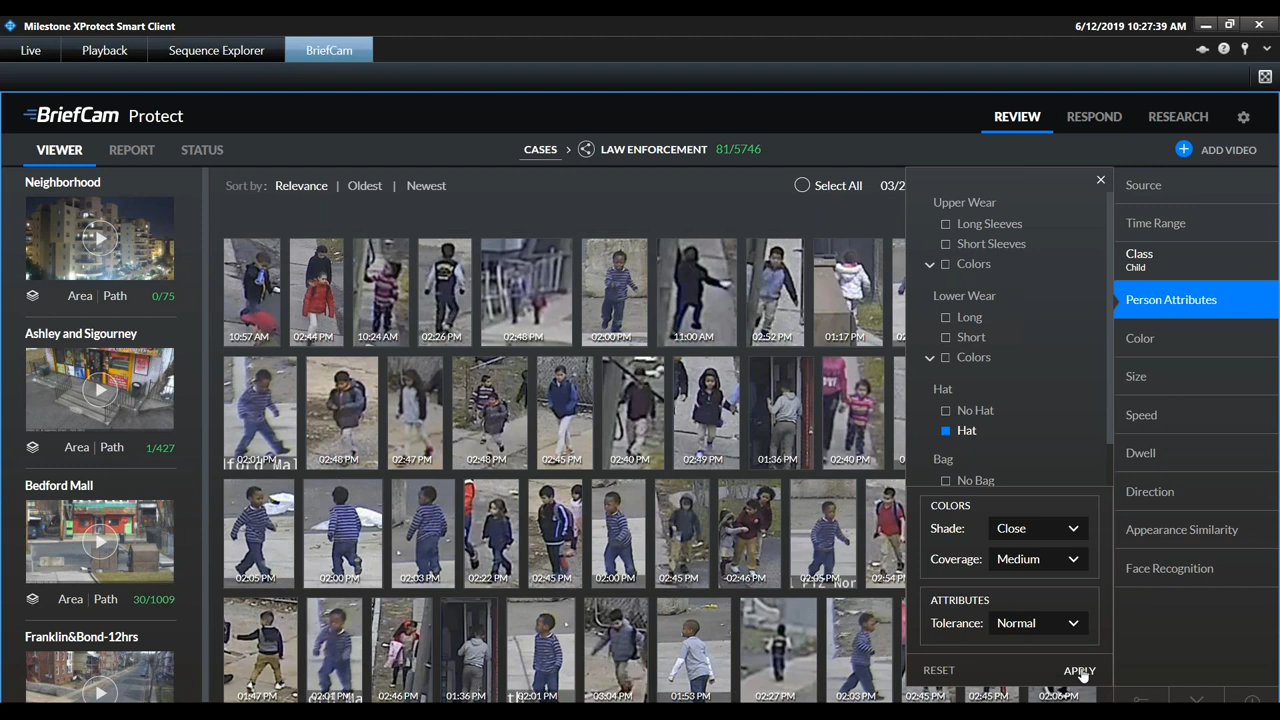 Milestone XProtect Smart Client
6/12/2019 10:27:39 AM
Live
Playback
Sequence Explorer
BriefCam
BriefCam Protect
REVIEW
RESPOND
RESEARCH
VIEWER
REPORT
STATUS
CASES > LAW ENFORCEMENT 81/5746
ADD VIDEO
Neighborhood
Area | Path 0/75
Ashley and Sigourney
Area | Path 1/427
Bedford Mall
Area | Path 30/1009
Franklin&Bond-12hrs
Sort by: Relevance | Oldest | Newest
Select All 03/2
10:57 AM 02:44 PM 10:24 AM 02:26 PM 02:48 PM 02:00 PM 11:00 AM 02:52 PM 01:17 PM
02:01 PM 02:48 PM 02:47 PM 02:48 PM 02:45 PM 02:40 PM 02:49 PM 01:36 PM 02:40 PM
02:05 PM 02:00 PM 02:03 PM 02:22 PM 02:45 PM 02:00 PM 02:45 PM 02:46 PM 02:05 PM 02:54 P
01:47 PM 02:01 PM 02:46 PM 01:36 PM 02:01 PM 03:04 PM 01:53 PM 02:27 PM 02:03 PM 02:45 PM 02:45 PM 02:06 PM
Upper Wear
Long Sleeves
Short Sleeves
Colors
Lower Wear
Long
Short
Colors
Hat
No Hat
Hat
Bag
No Bag
COLORS
Shade: Close
Coverage: Medium
ATTRIBUTES
Tolerance: Normal
RESET
APPLY
Source
Time Range
Class
Child
Person Attributes
Color
Size
Speed
Dwell
Direction
Appearance Similarity
Face Recognition